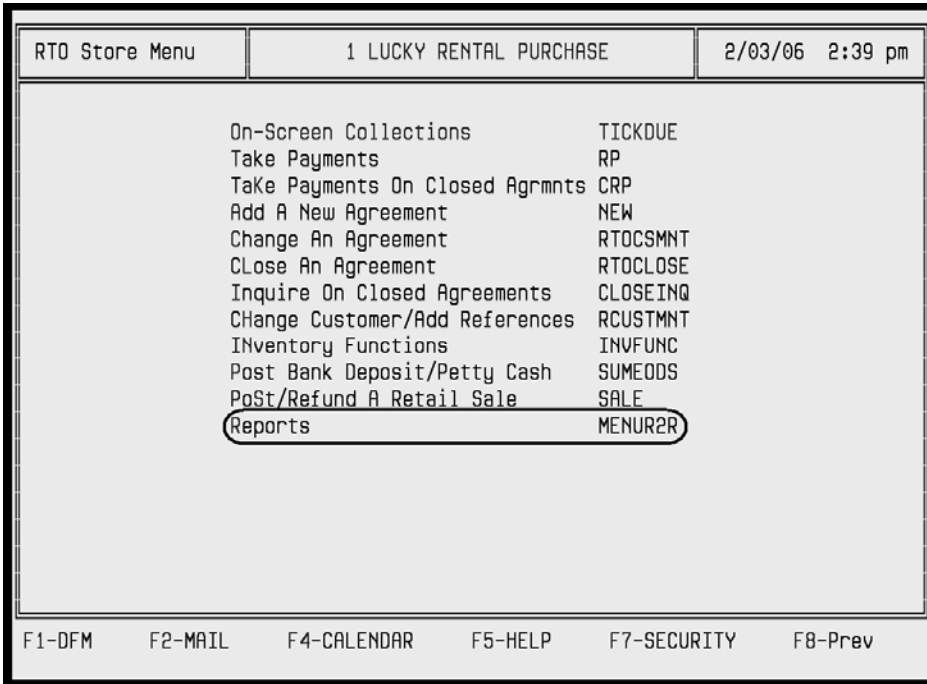 RTO Store Menu 1 LUCKY RENTAL PURCHASE 2/03/06 2:39 pm
On-Screen Collections TICKDUE
Take Payments RP
TaKe Payments On Closed Agrmnts CRP
Add A New Agreement NEW
Change An Agreement RTOCSMNT
CLose An Agreement RTOCLOSE
Inquire On Closed Agreements CLOSEINQ
CHange Customer/Add References RCUSTMNT
INventory Functions INVFUNC
Post Bank Deposit/Petty Cash SUMEODS
PoSt/Refund A Retail Sale SALE
Reports MENUR2R
F1-DFM F2-MAIL F4-CALENDAR F5-HELP F7-SECURITY F8-Prev